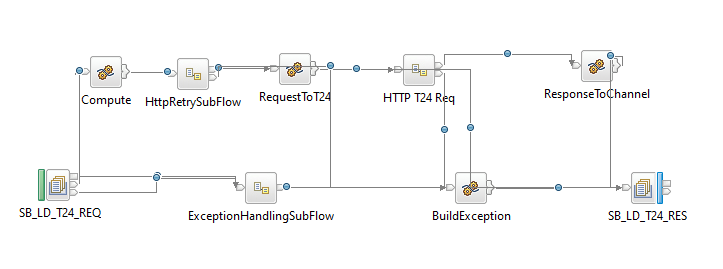 Compute
HttpRetrySubFlow
RequestToT24
HTTP T24 Req
ResponseToChannel
SB_LD_T24_REQ
ExceptionHandlingSubFlow
BuildException
SB_LD_T24_RES